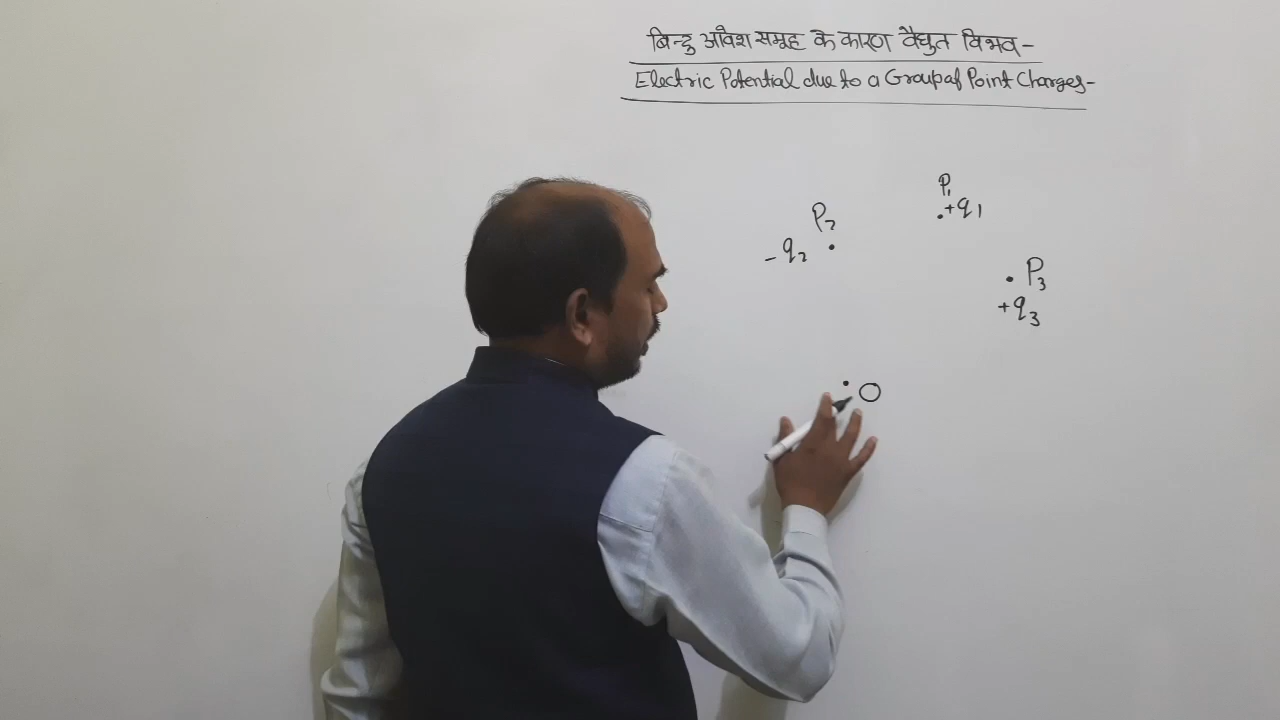 बिन्दु आवेश समूह के कारण वैद्युत विभव-
Electric Potential due to a Group of Point Charges-
P₁
+q₁
P₂
-q₂
P₃
+q₃
O